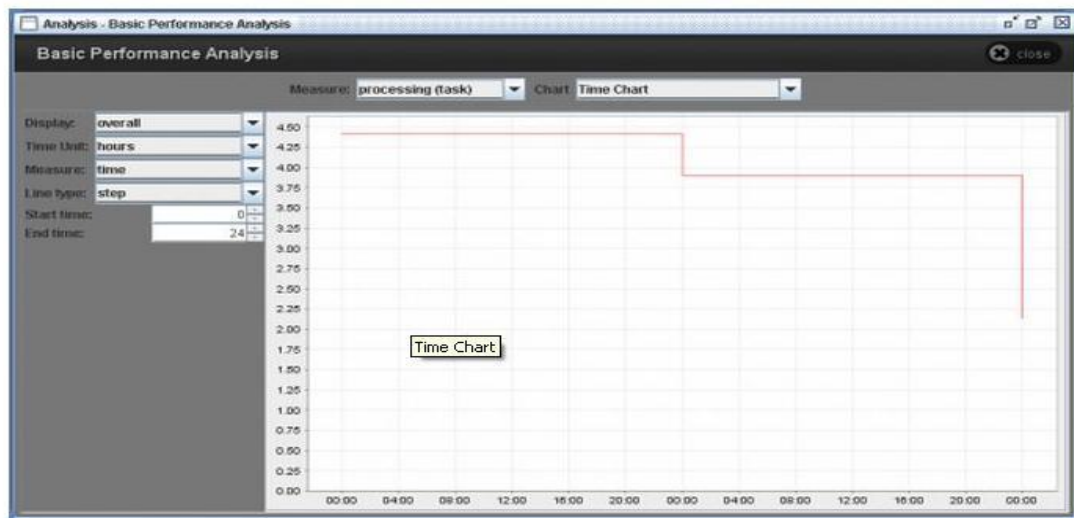 Analysis - Basic Performance Analysis
Basic Performance Analysis
close
Measure: processing (task) Chart Time Chart
Display: overall
Time Unit: hours
Measure: time
Line type: step
Start time: 0
End time: 24
4.50
4.25
4.00
3.75
3.50
3.25
3.00
2.75
2.50
2.25
2.00
1.75
1.50
1.25
1.00
0.75
0.50
0.25
0.00
Time Chart
00:00 04:00 08:00 12:00 16:00 20:00 00:00 04:00 08:00 12:00 16:00 20:00 00:00